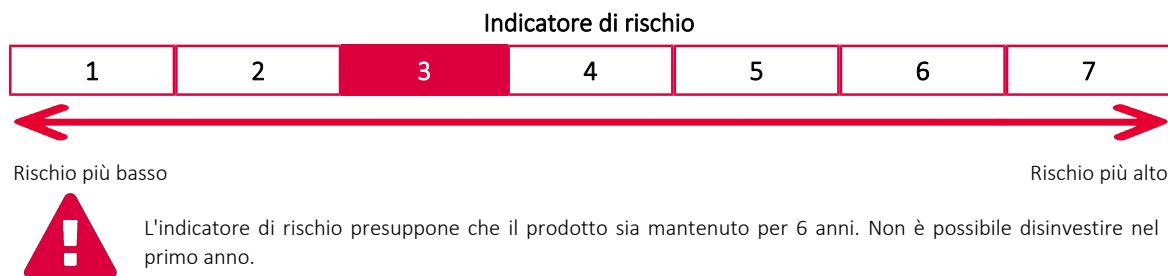 Indicatore di rischio
1 2 3 4 5 6 7
Rischio più basso Rischio più alto
L'indicatore di rischio presuppone che il prodotto sia mantenuto per 6 anni. Non è possibile disinvestire nel
primo anno.